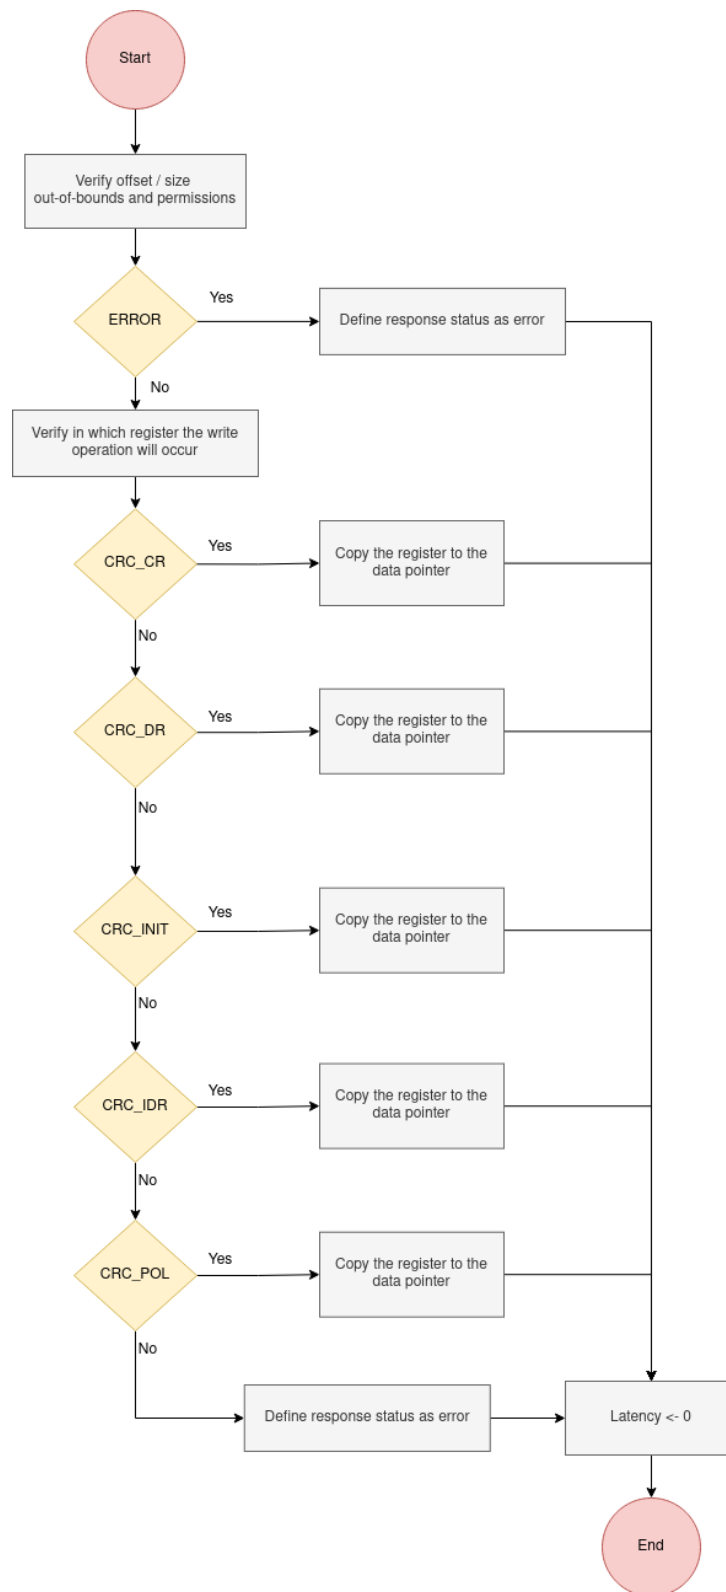 Start
Verify offset / size
out-of-bounds and permissions
ERROR
Yes
Define response status as error
No
Verify in which register the write
operation will occur
CRC_CR
Yes
Copy the register to the
data pointer
No
CRC_DR
Yes
Copy the register to the
data pointer
No
CRC_INIT
Yes
Copy the register to the
data pointer
No
CRC_IDR
Yes
Copy the register to the
data pointer
No
CRC_POL
Yes
Copy the register to the
data pointer
No
Define response status as error
Latency <- 0
End